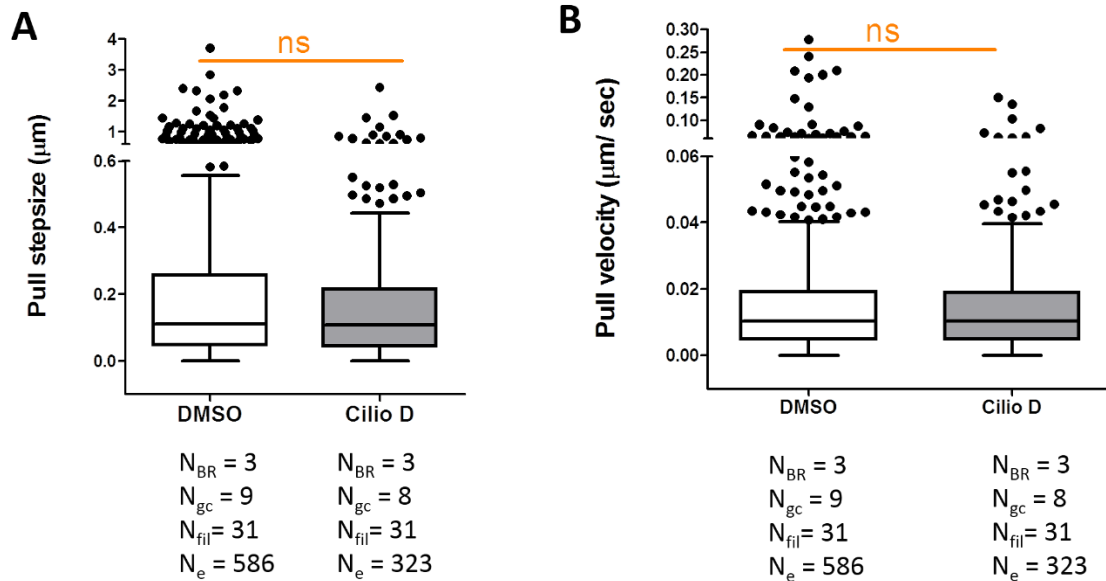 A
ns
Pull stepsize (μm)
4
3
2
1
0.6
0.4
0.2
0.0
DMSO
Cilio D
N_BR = 3
N_gc = 9
N_fil= 31
N_e = 586
N_BR = 3
N_gc = 8
N_fil= 31
N_e = 323
B
ns
Pull velocity (μm/ sec)
0.30
0.25
0.20
0.15
0.10
0.06
0.04
0.02
0.00
DMSO
Cilio D
N_BR = 3
N_gc = 9
N_fil= 31
N_e = 586
N_BR = 3
N_gc = 8
N_fil= 31
N_e = 323